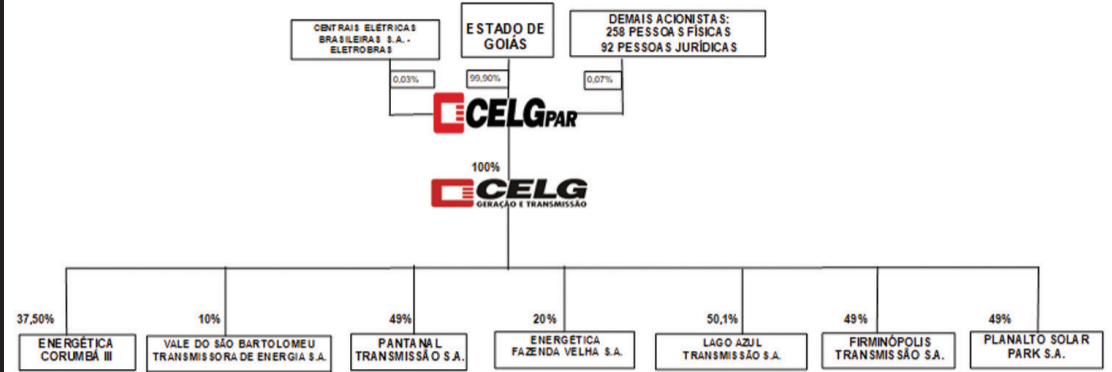 CENTRAIS ELÉTRICAS
BRASILEIRAS S.A. -
ELETROBRAS
ESTADO DE
GOIÁS
DEMAIS ACIONISTAS:
258 PESSOAS FÍSICAS
92 PESSOAS JURÍDICAS
0,03%
99,90%
0,07%
CELGPAR
100%
CELG
GERAÇÃO E TRANSMISSÃO
37,50%
ENERGÉTICA
CORUMBÁ III
10%
VALE DO SÃO BARTOLOMEU
TRANSMISSORA DE ENERGIA S.A.
49%
PANTANAL
TRANSMISSÃO S.A.
20%
ENERGÉTICA
FAZENDA VELHA S.A.
50,1%
LAGO AZUL
TRANSMISSÃO S.A.
49%
FIRMINÓPOLIS
TRANSMISSÃO S.A.
49%
PLANALTO SOLAR
PARK S.A.